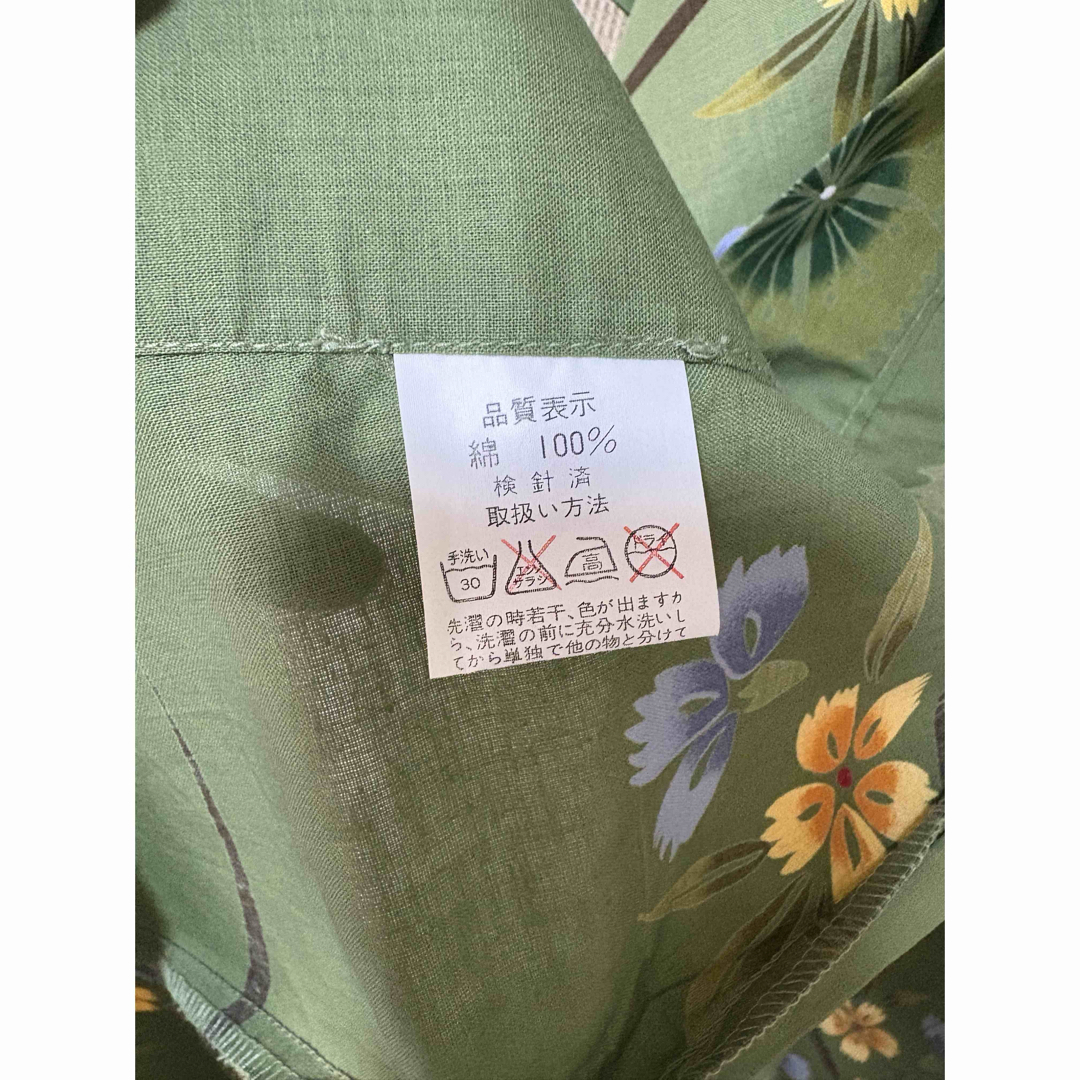 品質表示
綿 100%
検針済
取扱い方法
手洗い 30 エンソ サラシ 高 ドライ
先濯の時若干、色が出ますか
ら、洗濯の前に充分水洗いし
てから単独で他の物と分けて